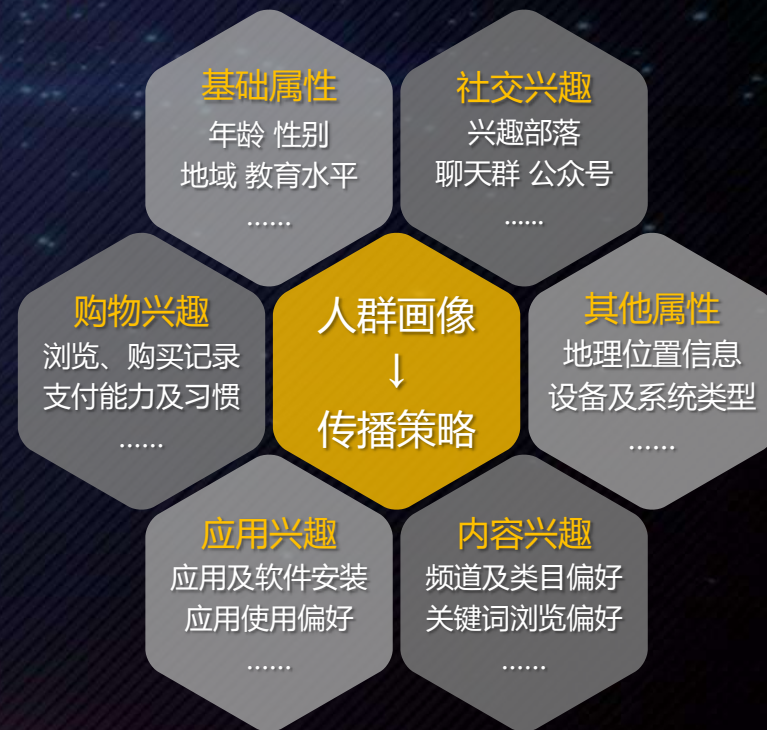 基础属性
年龄 性别
地域 教育水平
......
社交兴趣
兴趣部落
聊天群 公众号
......
购物兴趣
浏览、购买记录
支付能力及习惯
......
人群画像
↓
传播策略
其他属性
地理位置信息
设备及系统类型
......
应用兴趣
应用及软件安装
应用使用偏好
......
内容兴趣
频道及类目偏好
关键词浏览偏好
......